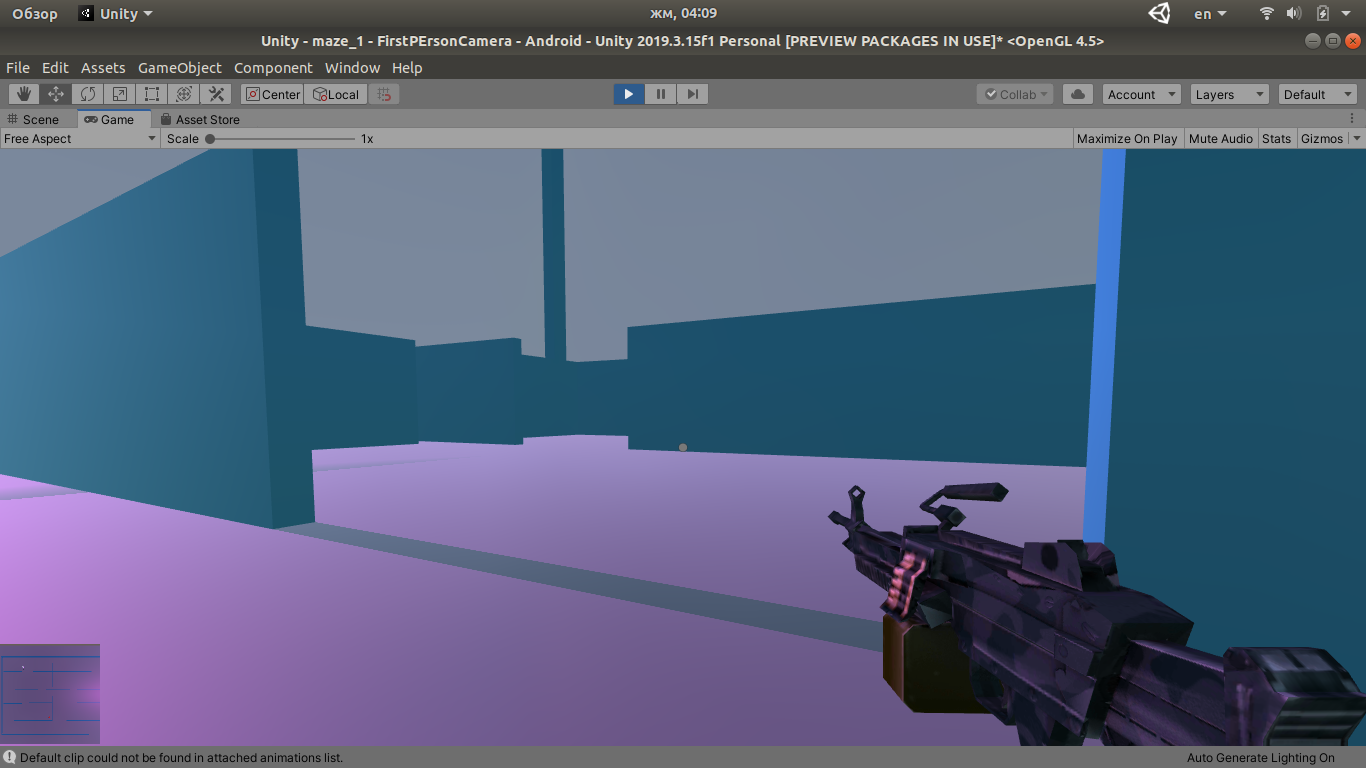 Обзор Unity жм, 04:09 en
Unity - maze_1 - FirstPErsonCamera - Android - Unity 2019.3.15f1 Personal [PREVIEW PACKAGES IN USE]* <OpenGL 4.5>
File Edit Assets GameObject Component Window Help
Center Local Collab Account Layers Default
Scene Game Asset Store
Free Aspect Scale 1x Maximize On Play Mute Audio Stats Gizmos
Default clip could not be found in attached animations list. Auto Generate Lighting On